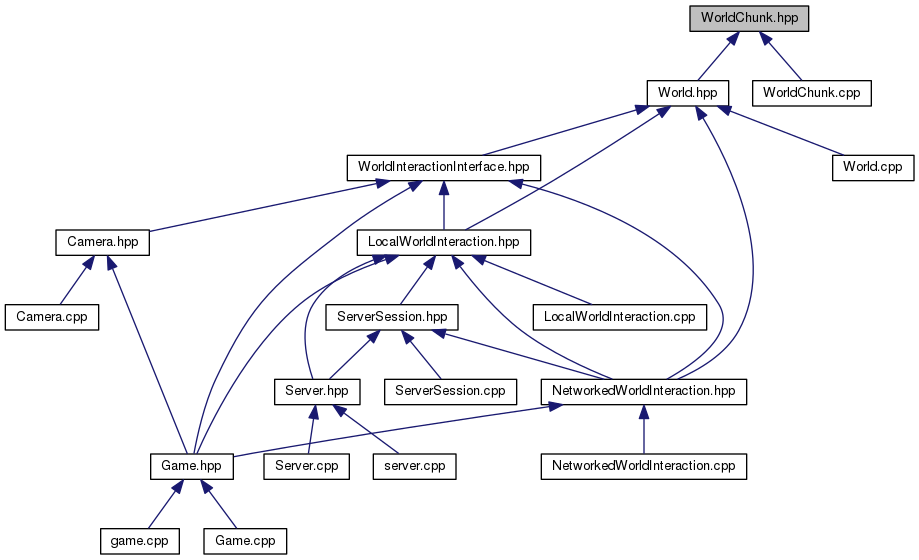 WorldChunk.hpp
World.hpp
WorldChunk.cpp
WorldInteractionInterface.hpp
World.cpp
Camera.hpp
LocalWorldInteraction.hpp
Camera.cpp
ServerSession.hpp
LocalWorldInteraction.cpp
Server.hpp
ServerSession.cpp
NetworkedWorldInteraction.hpp
Game.hpp
Server.cpp
server.cpp
NetworkedWorldInteraction.cpp
game.cpp
Game.cpp